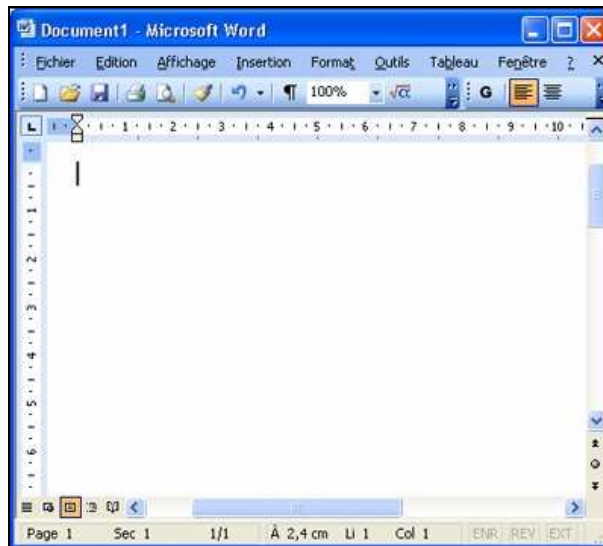 Document1 - Microsoft Word
Fichier Edition Affichage Insertion Format Outils Tableau Fenêtre ?
¶ 100% √α G
L 1 2 3 4 5 6 7 8 9 10
1
2
3
4
5
6
Page 1 Sec 1 1/1 À 2,4 cm Li 1 Col 1 ENR REV EXT